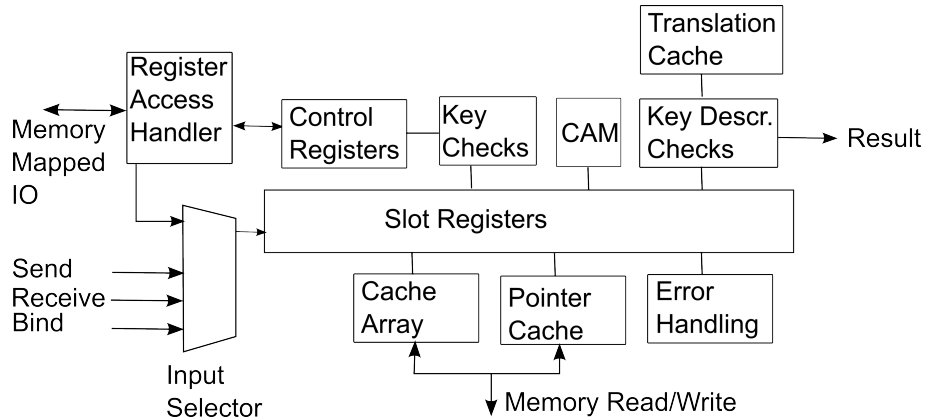 Translation
Cache
Register
Access
Handler
Memory
Mapped
IO
Control
Registers
Key
Checks
CAM
Key Descr.
Checks
Result
Slot Registers
Send
Receive
Bind
Input
Selector
Cache
Array
Pointer
Cache
Error
Handling
Memory Read/Write